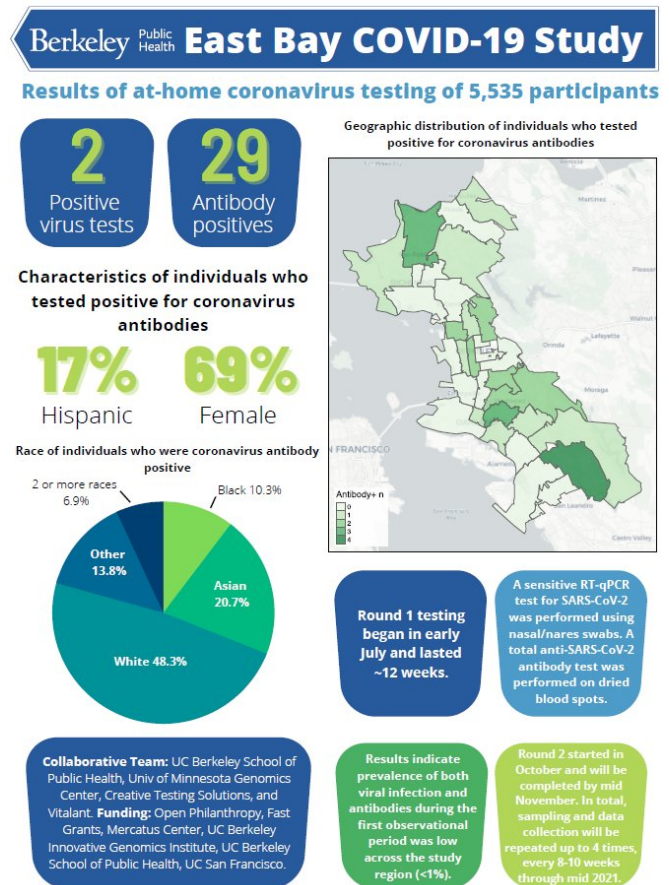 Berkeley Public Health East Bay COVID-19 Study
Results of at-home coronavirus testing of 5,535 participants
2
Positive
virus tests
29
Antibody
positives
Characteristics of individuals who
tested positive for coronavirus
antibodies
17%
Hispanic
69%
Female
Race of individuals who were coronavirus antibody
positive
2 or more races
6.9%
Black 10.3%
Other
13.8%
Asian
20.7%
White 48.3%
Geographic distribution of individuals who tested
positive for coronavirus antibodies
Martinez
Lafayette
Orinda
Moraga
N FRANCISCO
Alameda
San Leandro
Castro Valley
Antibody+ n
0
1
2
3
4
Round 1 testing
began in early
July and lasted
~12 weeks.
A sensitive RT-qPCR
test for SARS-CoV-2
was performed using
nasal/nares swabs. A
total anti-SARS-CoV-2
antibody test was
performed on dried
blood spots.
Collaborative Team: UC Berkeley School of
Public Health, Univ of Minnesota Genomics
Center, Creative Testing Solutions, and
Vitalant. Funding: Open Philanthropy, Fast
Grants, Mercatus Center, UC Berkeley
Innovative Genomics Institute, UC Berkeley
School of Public Health, UC San Francisco.
Results indicate
prevalence of both
viral infection and
antibodies during the
first observational
period was low
across the study
region (<1%).
Round 2 started in
October and will be
completed by mid
November. In total,
sampling and data
collection will be
repeated up to 4 times,
every 8-10 weeks
through mid 2021.